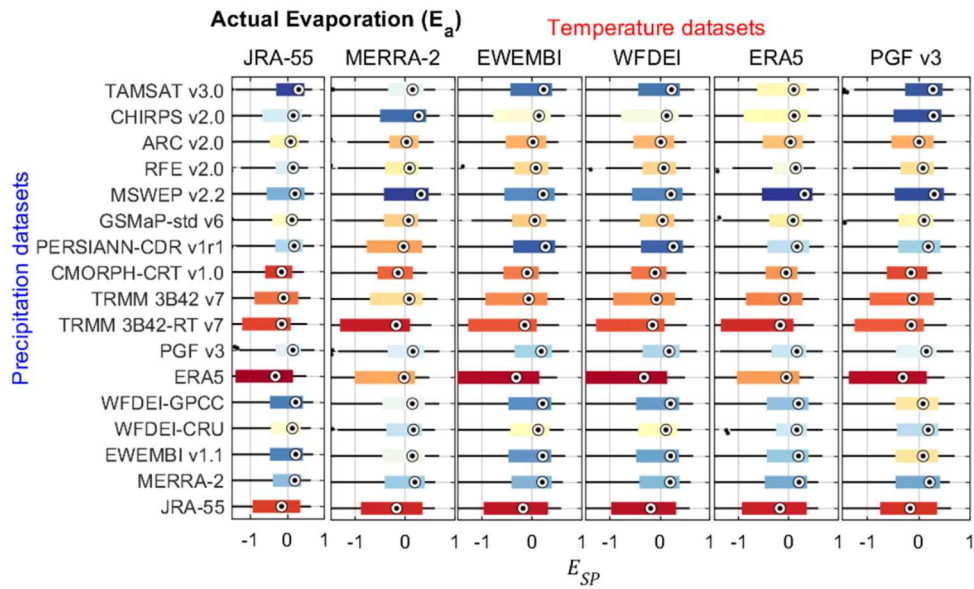 Actual Evaporation (Ea)
Temperature datasets
JRA-55 MERRA-2 EWEMBI WFDEI ERA5 PGF v3
Precipitation datasets
TAMSAT v3.0
CHIRPS v2.0
ARC v2.0
RFE v2.0
MSWEP v2.2
GSMaP-std v6
PERSIANN-CDR v1r1
CMORPH-CRT v1.0
TRMM 3B42 v7
TRMM 3B42-RT v7
PGF v3
ERA5
WFDEI-GPCC
WFDEI-CRU
EWEMBI v1.1
MERRA-2
JRA-55
-1 0 1 -1 0 1 -1 0 1 -1 0 1 -1 0 1 -1 0 1
ESP